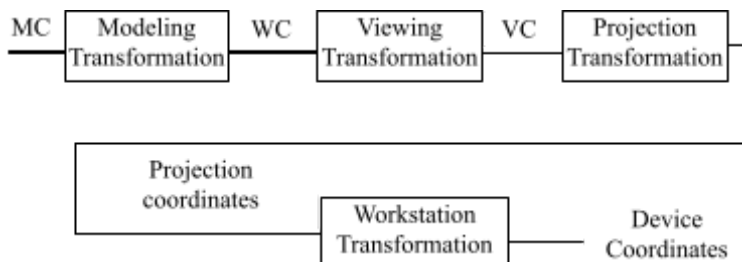 MC
Modeling
Transformation
WC
Viewing
Transformation
VC
Projection
Transformation
Projection
coordinates
Workstation
Transformation
Device
Coordinates